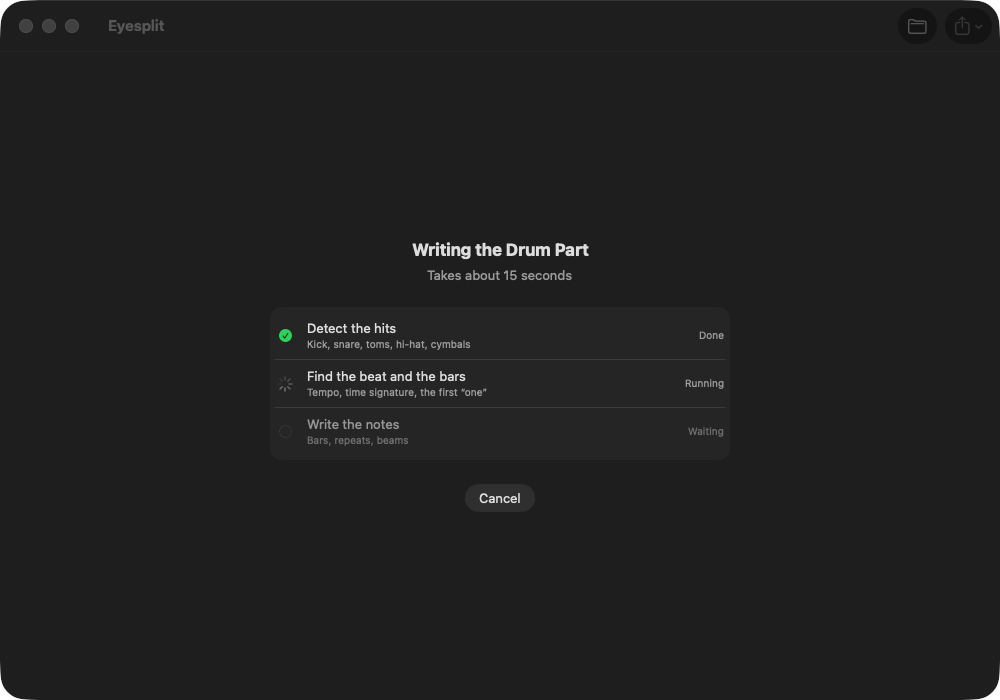 Eyesplit
Writing the Drum Part
Takes about 15 seconds
Detect the hits
Kick, snare, toms, hi-hat, cymbals
Done
Find the beat and the bars
Tempo, time signature, the first “one”
Running
Write the notes
Bars, repeats, beams
Waiting
Cancel